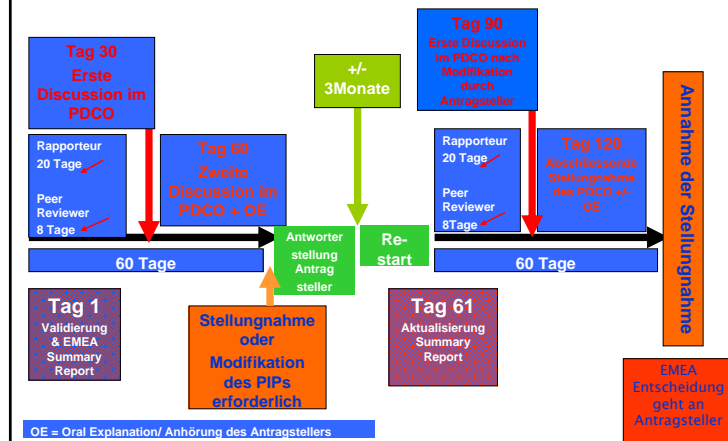 Tag 30
Erste
Discussion im
PDCO
Rapporteur
20 Tage
Peer
Reviewer
8 Tage
Tag 60
Zweite
Discussion im
PDCO + OE
60 Tage
Tag 1
Validierung
& EMEA
Summary
Report
Stellungnahme
oder
Modifikation
des PIPs
erforderlich
Antworter
stellung
Antrag
steller
+/-
3Monate
Re-
start
Tag 90
Erste Discussion
im PDCO nach
Modifikation
durch
Antragsteller
Rapporteur
20 Tage
Peer
Reviewer
8Tage
Tag 120
Abschliessende
Stellungnahme
des PDCO +/-
OE
60 Tage
Tag 61
Aktualisierung
Summary
Report
Annahme der Stellungnahme
EMEA
Entscheidung
geht an
Antragsteller
OE = Oral Explanation/ Anhörung des Antragstellers